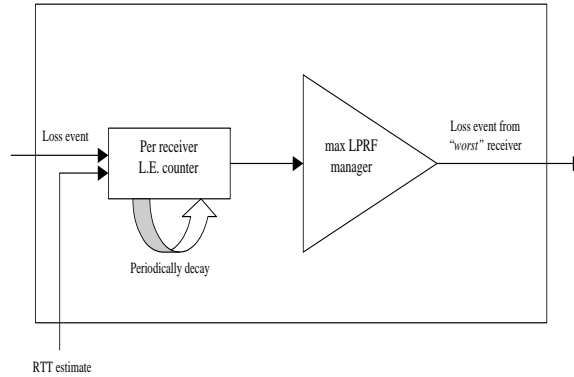 Loss event
Per receiver
L.E. counter
max LPRF
manager
Loss event from
“worst” receiver
Periodically decay
RTT estimate